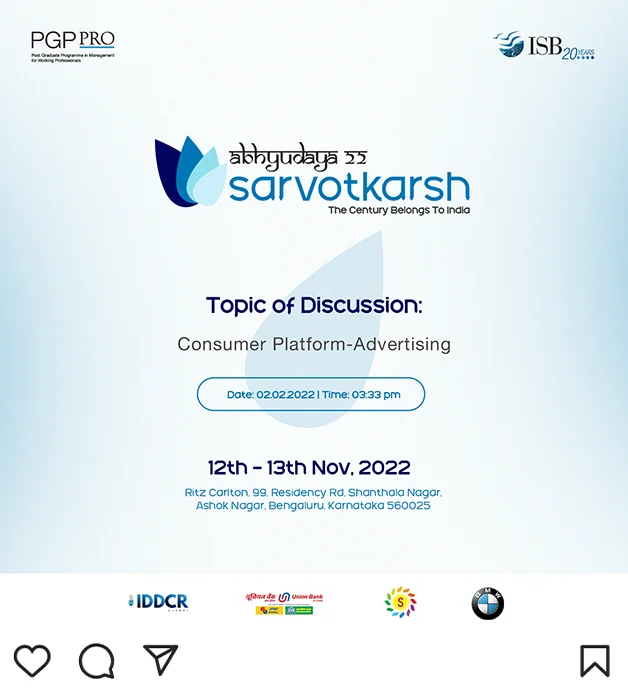 PGP PRO
Post Graduate Programme in Management
for Working Professionals
ISB
20 YEARS
abhyudaya 22
sarvotkarsh
The Century Belongs To India
Topic of Discussion:
Consumer Platform-Advertising
Date: 02.02.2022 | Time: 03:33 pm
12th - 13th Nov, 2022
Ritz Carlton, 99, Residency Rd, Shanthala Nagar,
Ashok Nagar, Bengaluru, Karnataka 560025
IDDCR
GLOBAL
यूनियन बैंक Union Bank
S
BMW